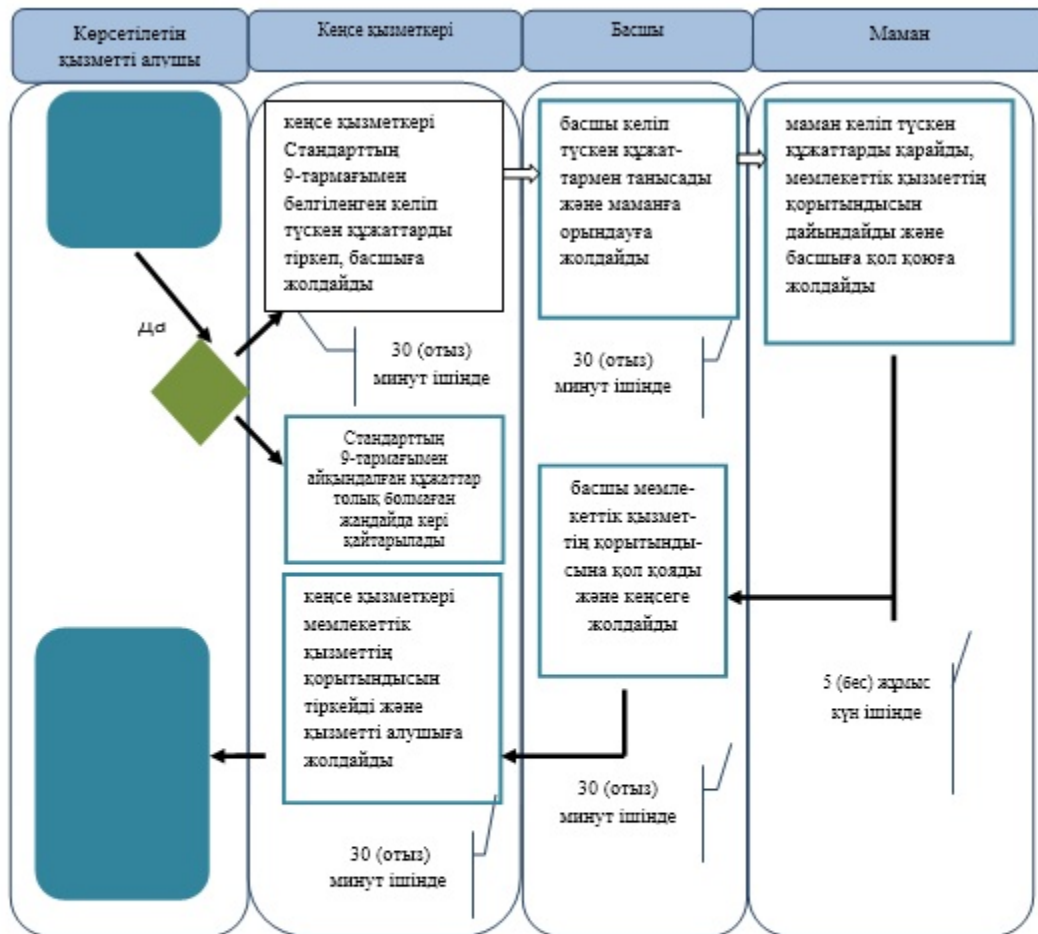 Көрсетілетін
қызметті алушы
Кеңсе қызметкері
Басшы
Маман
кеңсе қызметкері
Стандарттың
9-тармағымен
белгіленген келіп
түскен құжаттарды
тіркеп, басшыға
жолдайды
басшы келіп
түскен құжат-
тармен танысады
және маманға
орындауға
жолдайды
маман келіп түскен
құжаттарды қарайды,
мемлекеттік қызметтің
қорытындысын
дайындайды және
басшыға қол қоюға
жолдайды
Да
30 (отыз)
минут ішінде
30 (отыз)
минут ішінде
Стандарттың
9-тармағымен
айқындалған құжаттар
толық болмаған
жағдайда кері
қайтарылады
басшы мемле-
кеттік қызмет-
тің қорытынды-
сына қол қояды
және кеңсеге
жолдайды
кеңсе қызметкері
мемлекеттік
қызметтің
қорытындысын
тіркейді және
қызметті алушыға
жолдайды
5 (бес) жұмыс
күн ішінде
30 (отыз)
минут ішінде
30 (отыз)
минут ішінде